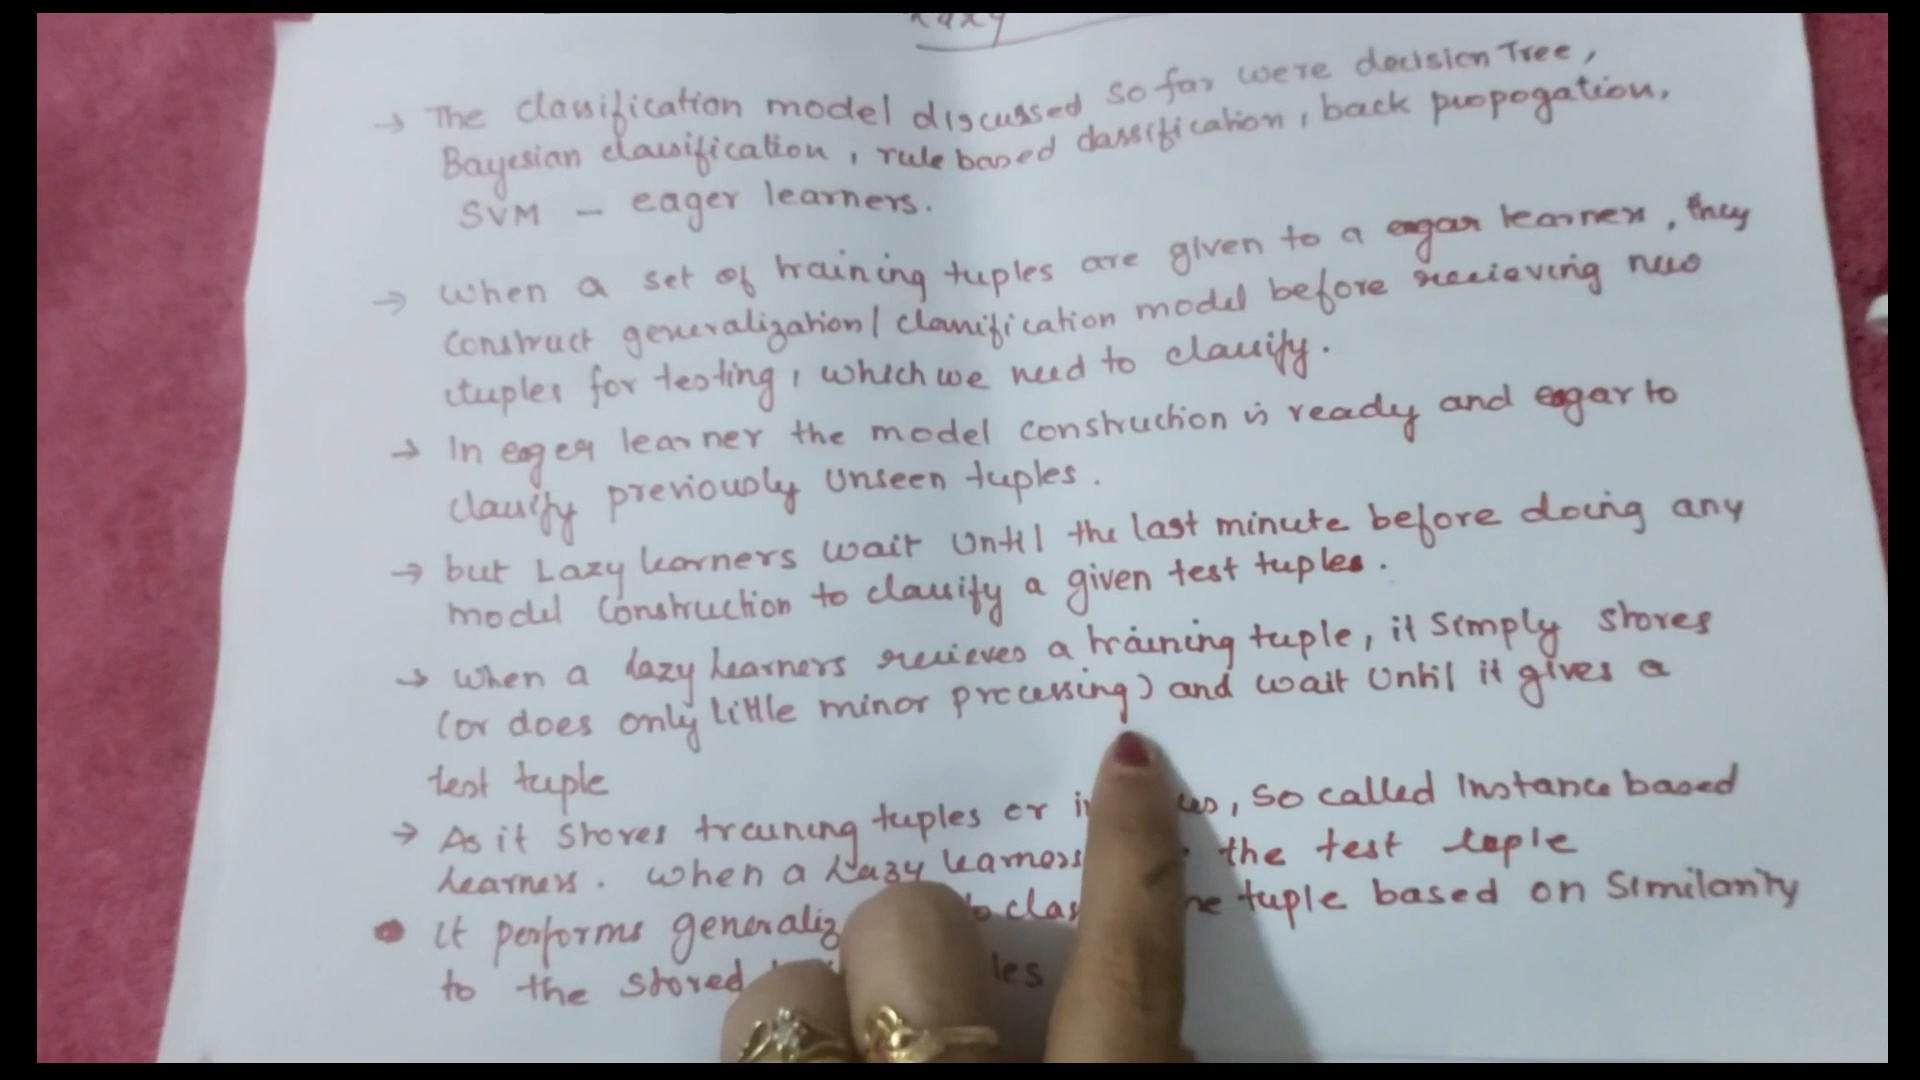 → The classification model discussed so far were decision Tree,
Bayesian classification, rule based classification, back propogation,
SVM - eager learners.
→ When a set of training tuples are given to a eagar learner, they
construct generalization/classification model before recieving new
tuples for testing, which we need to classify.
→ In eager learner the model construction is ready and eagar to
classify previously unseen tuples.
→ but Lazy learners wait until the last minute before doing any
model construction to classify a given test tuples.
→ When a lazy learners recieves a training tuple, it simply stores
(or does only little minor processing) and wait until it gives a
test tuple
→ As it stores training tuples or, so called Instance based
learners. When a Lazy learners the test tuple
• it performs to tuple based on Similarity
to the stored